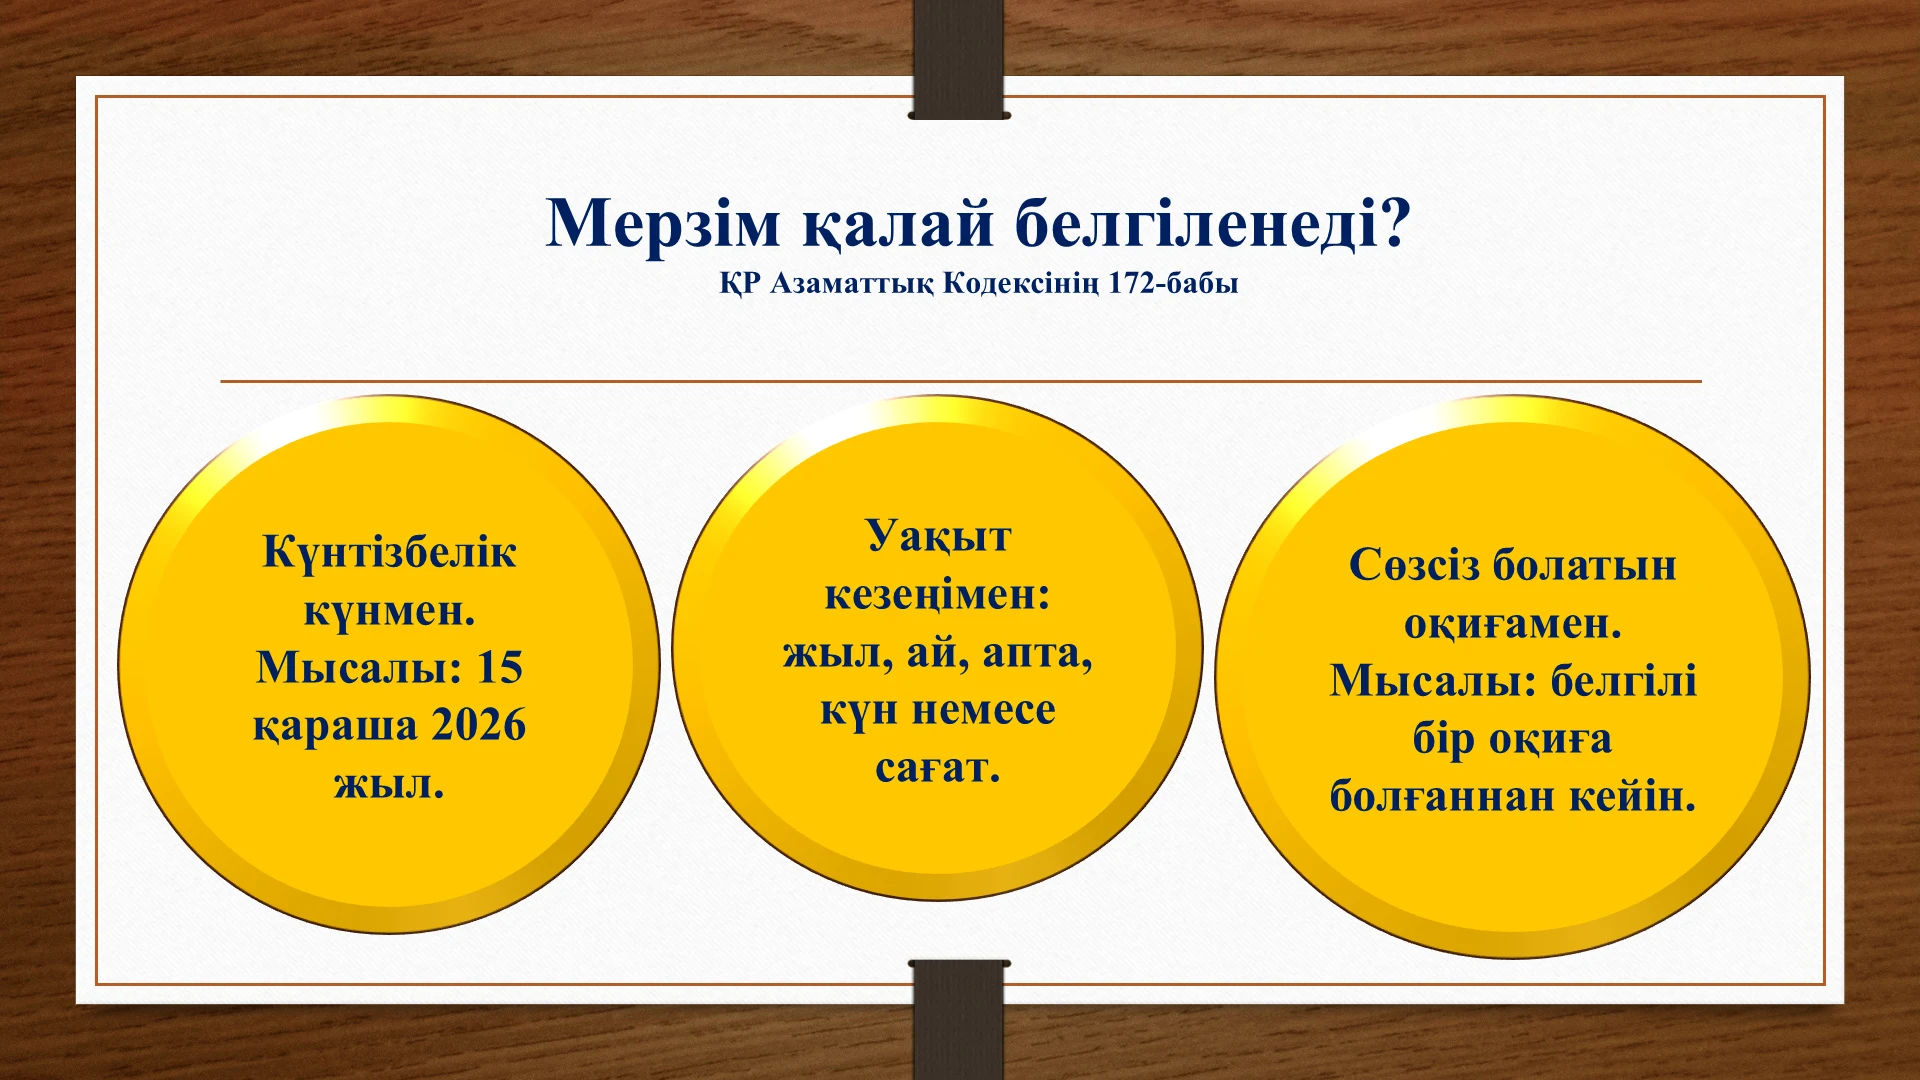 Мерзім қалай белгіленеді?
ҚР Азаматтық Кодексінің 172-бабы
Күнтізбелік
күнмен.
Мысалы: 15
қараша 2026
жыл.
Уақыт
кезеңімен:
жыл, ай, апта,
күн немесе
сағат.
Сөзсіз болатын
оқиғамен.
Мысалы: белгілі
бір оқиға
болғаннан кейін.